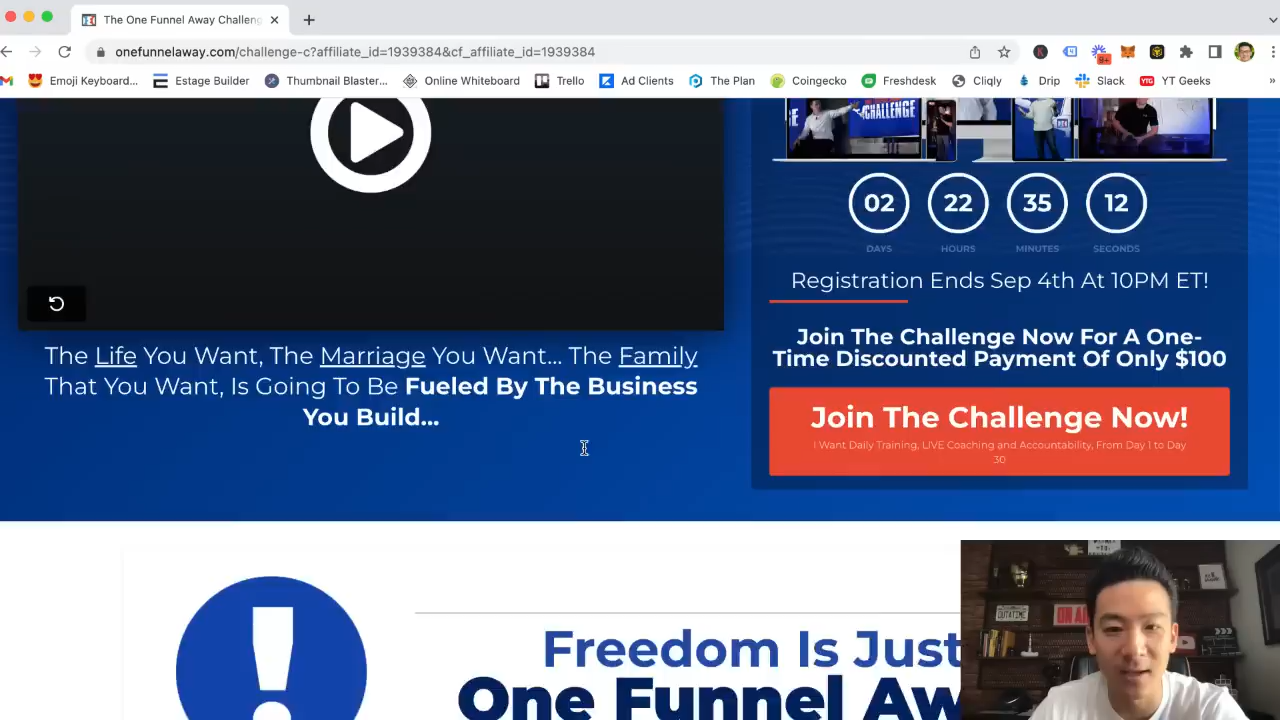 The One Funnel Away Challeng
onefunnelaway.com/challenge-c?affiliate_id=1939384&cf_affiliate_id=1939384
9+
Emoji Keyboard...
Estage Builder
Thumbnail Blaster...
Online Whiteboard
Trello
Ad Clients
The Plan
Coingecko
Freshdesk
Cliqly
Drip
Slack
YTG
YT Geeks
»
CHALLENGE
02
22
35
12
DAYS
HOURS
MINUTES
SECONDS
Registration Ends Sep 4th At 10PM ET!
Join The Challenge Now For A One-
Time Discounted Payment Of Only $100
Join The Challenge Now!
I Want Daily Training, LIVE Coaching and Accountability, From Day 1 to Day
30
The Life You Want, The Marriage You Want... The Family
That You Want, Is Going To Be Fueled By The Business
You Build...
!
Freedom Is Just
One Funnel Aw
OUTATIME
ON A